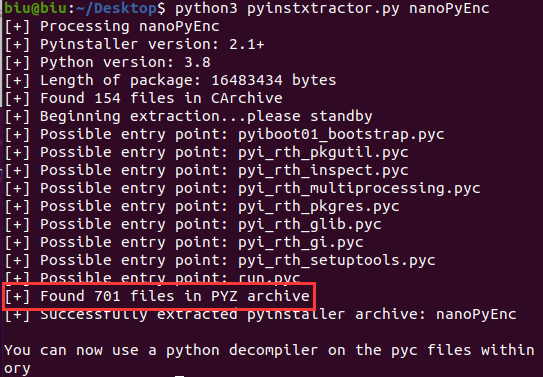 biu@biu:~/Desktop$ python3 pyinstxtractor.py nanoPyEnc
[+] Processing nanoPyEnc
[+] Pyinstaller version: 2.1+
[+] Python version: 3.8
[+] Length of package: 16483434 bytes
[+] Found 154 files in CArchive
[+] Beginning extraction...please standby
[+] Possible entry point: pyiboot01_bootstrap.pyc
[+] Possible entry point: pyi_rth_pkgutil.pyc
[+] Possible entry point: pyi_rth_inspect.pyc
[+] Possible entry point: pyi_rth_multiprocessing.pyc
[+] Possible entry point: pyi_rth_pkgres.pyc
[+] Possible entry point: pyi_rth_glib.pyc
[+] Possible entry point: pyi_rth_gi.pyc
[+] Possible entry point: pyi_rth_setuptools.pyc
[+] Possible entry point: run.pyc
[+] Found 701 files in PYZ archive
[+] Successfully extracted pyinstaller archive: nanoPyEnc
You can now use a python decompiler on the pyc files within
ory